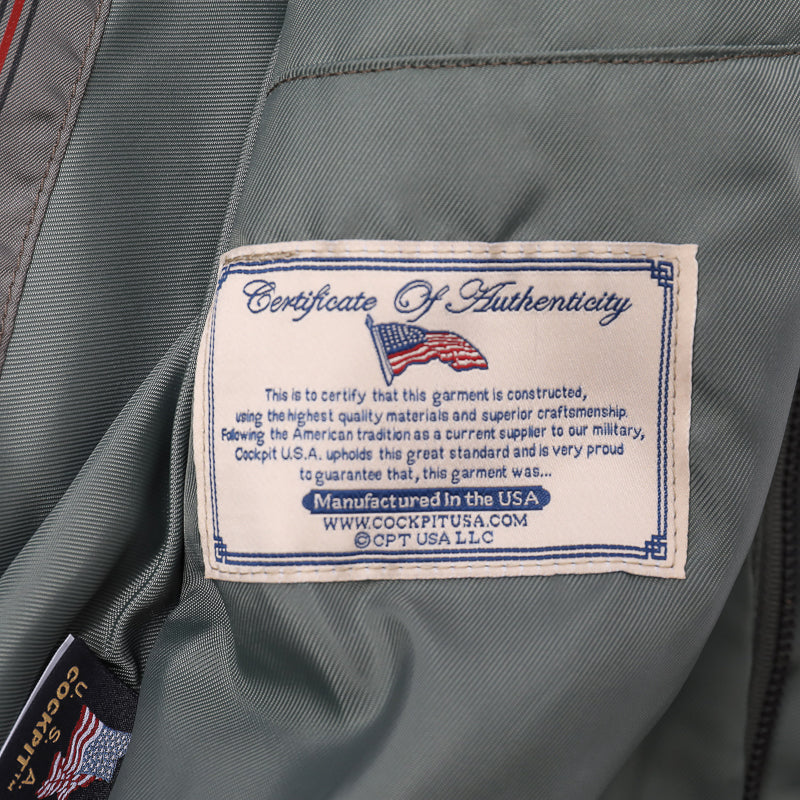 Certificate Of Authenticity
This is to certify that this garment is constructed,
using the highest quality materials and superior craftsmenship.
Following the American tradition as a current supplier to our military,
Cockpit U.S.A. upholds this great standard and is very proud
to guarantee that, this garment was...
Manufactured in the USA
WWW.COCKPITUSA.COM
©CPT USA LLC
U.S.A.
COCKPIT™